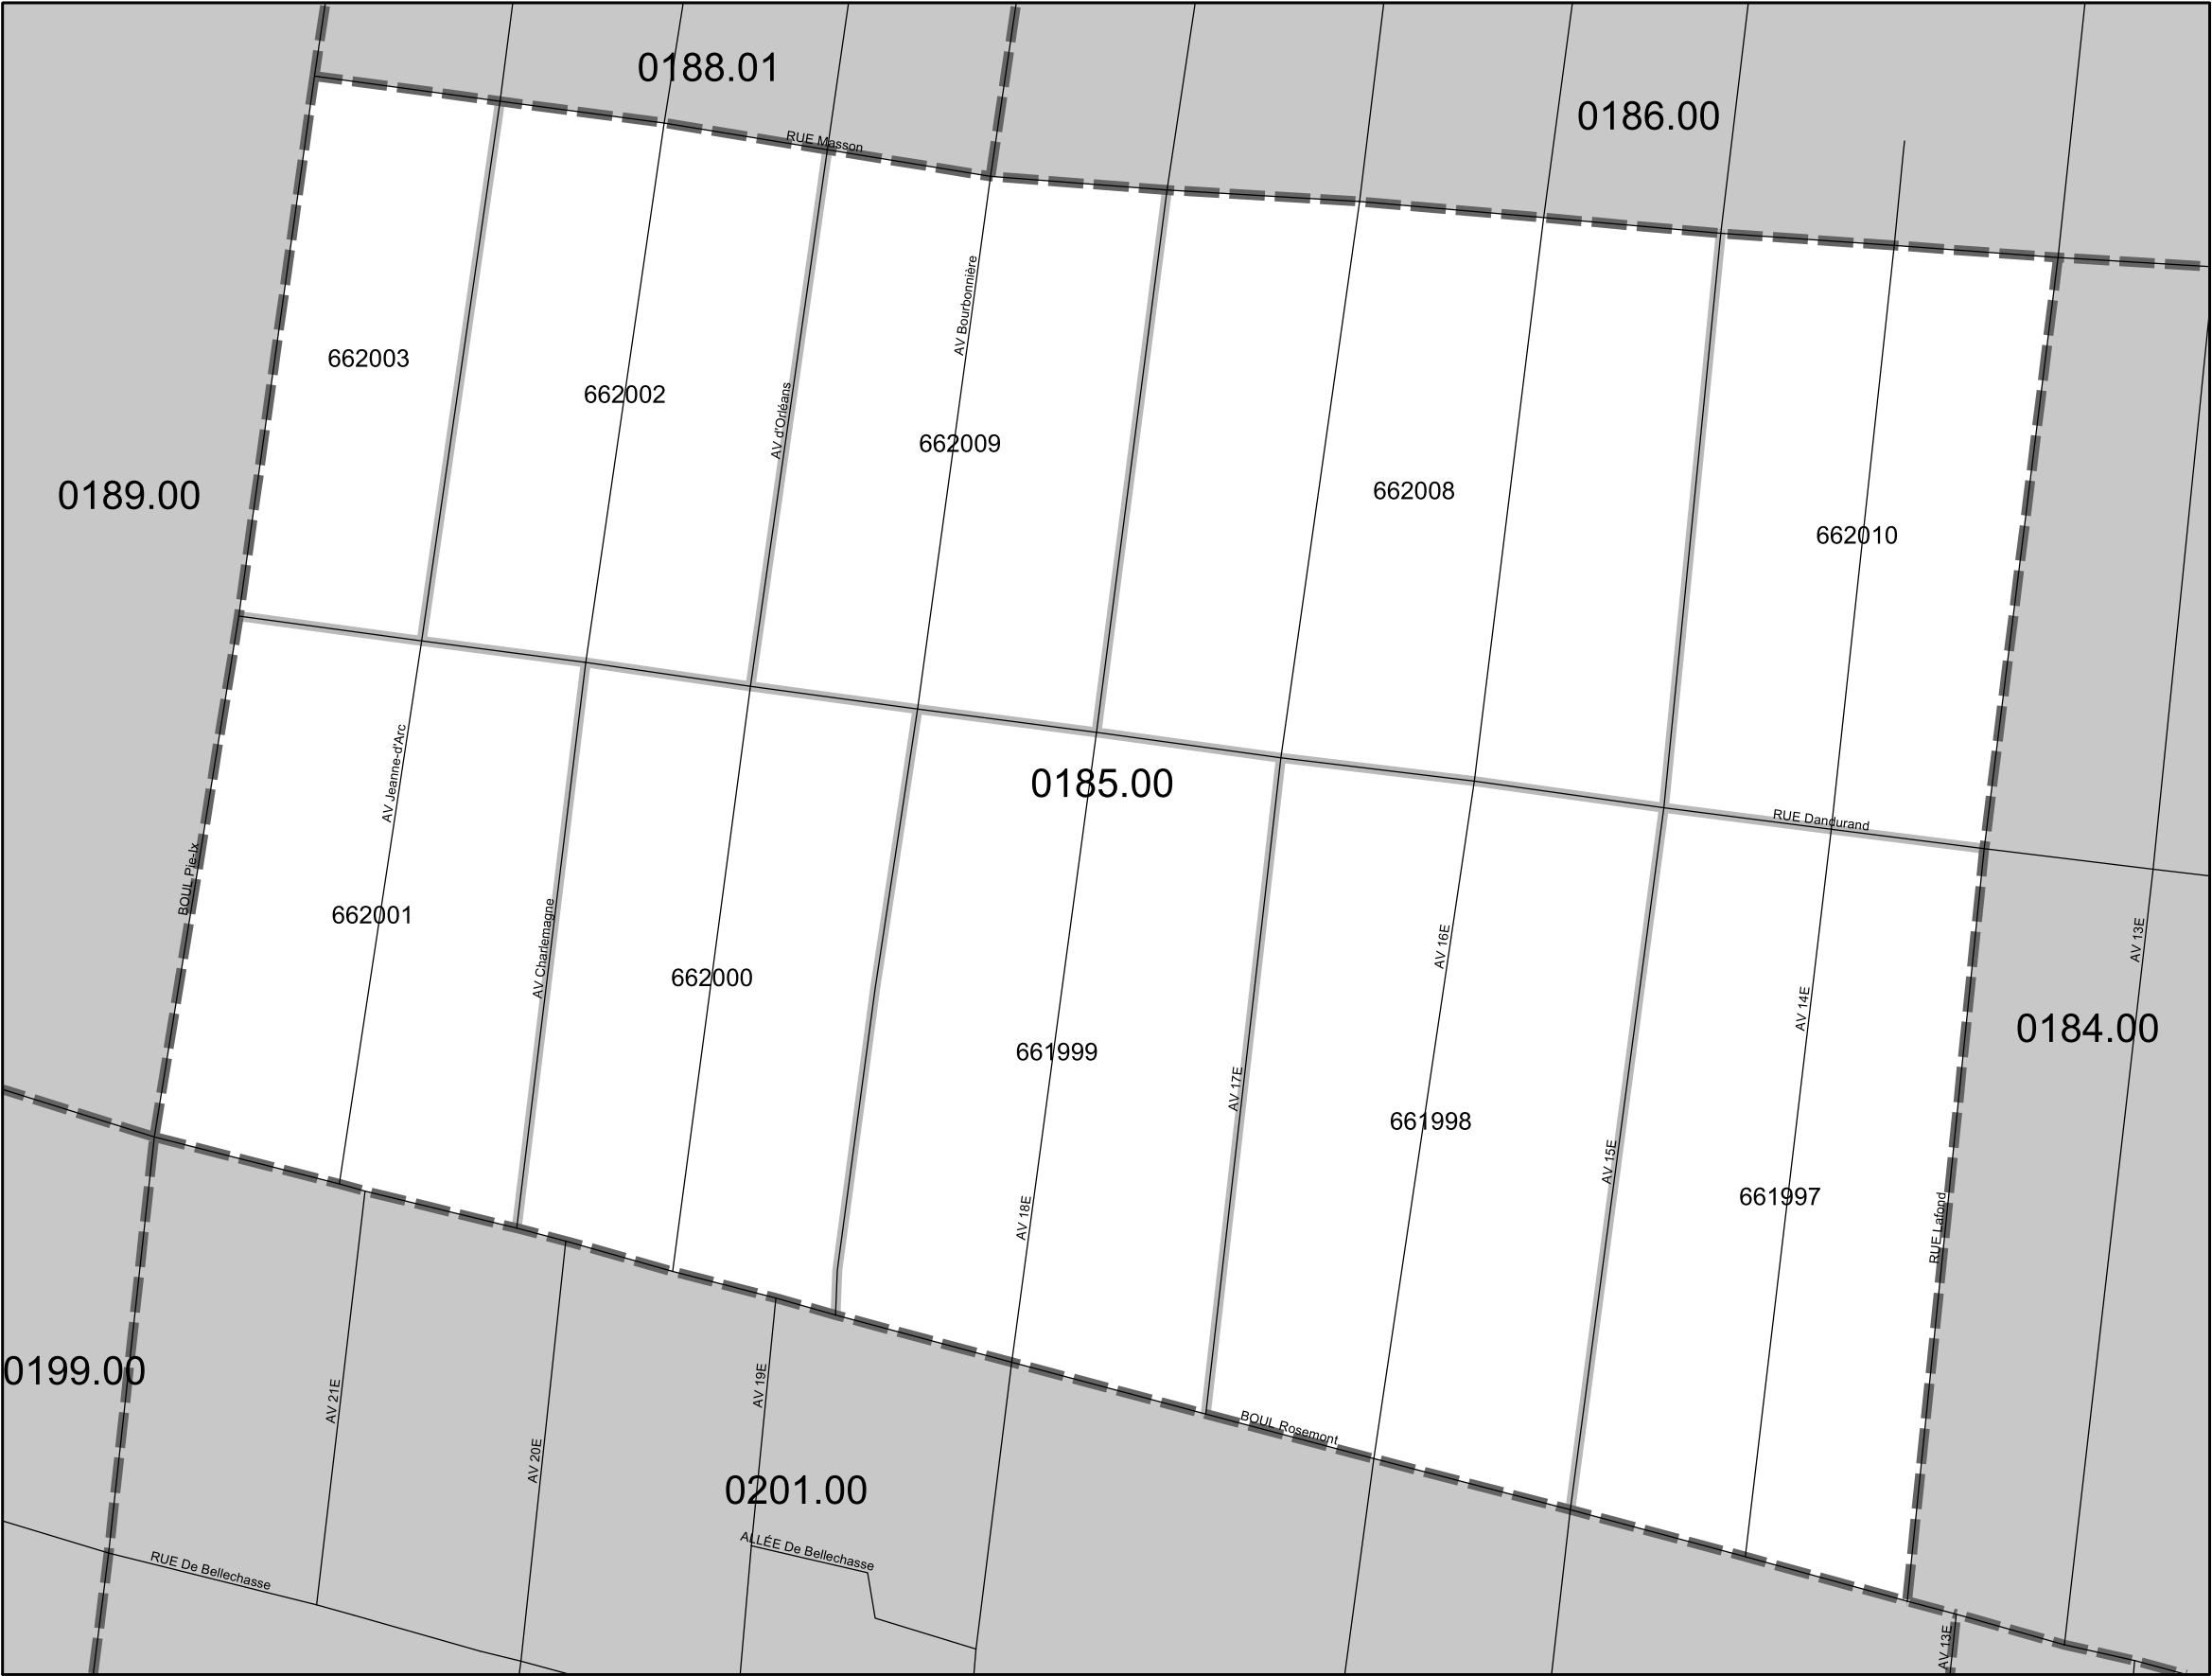 0188.01
0186.00
RUE Masson
AV Bourbonnière
662003
662002
AV d'Orléans
662009
662008
0189.00
662010
AV Jeanne-d'Arc
0185.00
RUE Dandurand
BOUL Pie-Ix
662001
AV Charlemagne
662000
AV 16E
AV 13E
AV 14E
0184.00
661999
AV 17E
661998
AV 15E
661997
AV 18E
RUE Lafond
0199.00
AV 21E
AV 19E
BOUL Rosemont
AV 20E
0201.00
ALLÉE De Bellechasse
RUE De Bellechasse
AV 13E